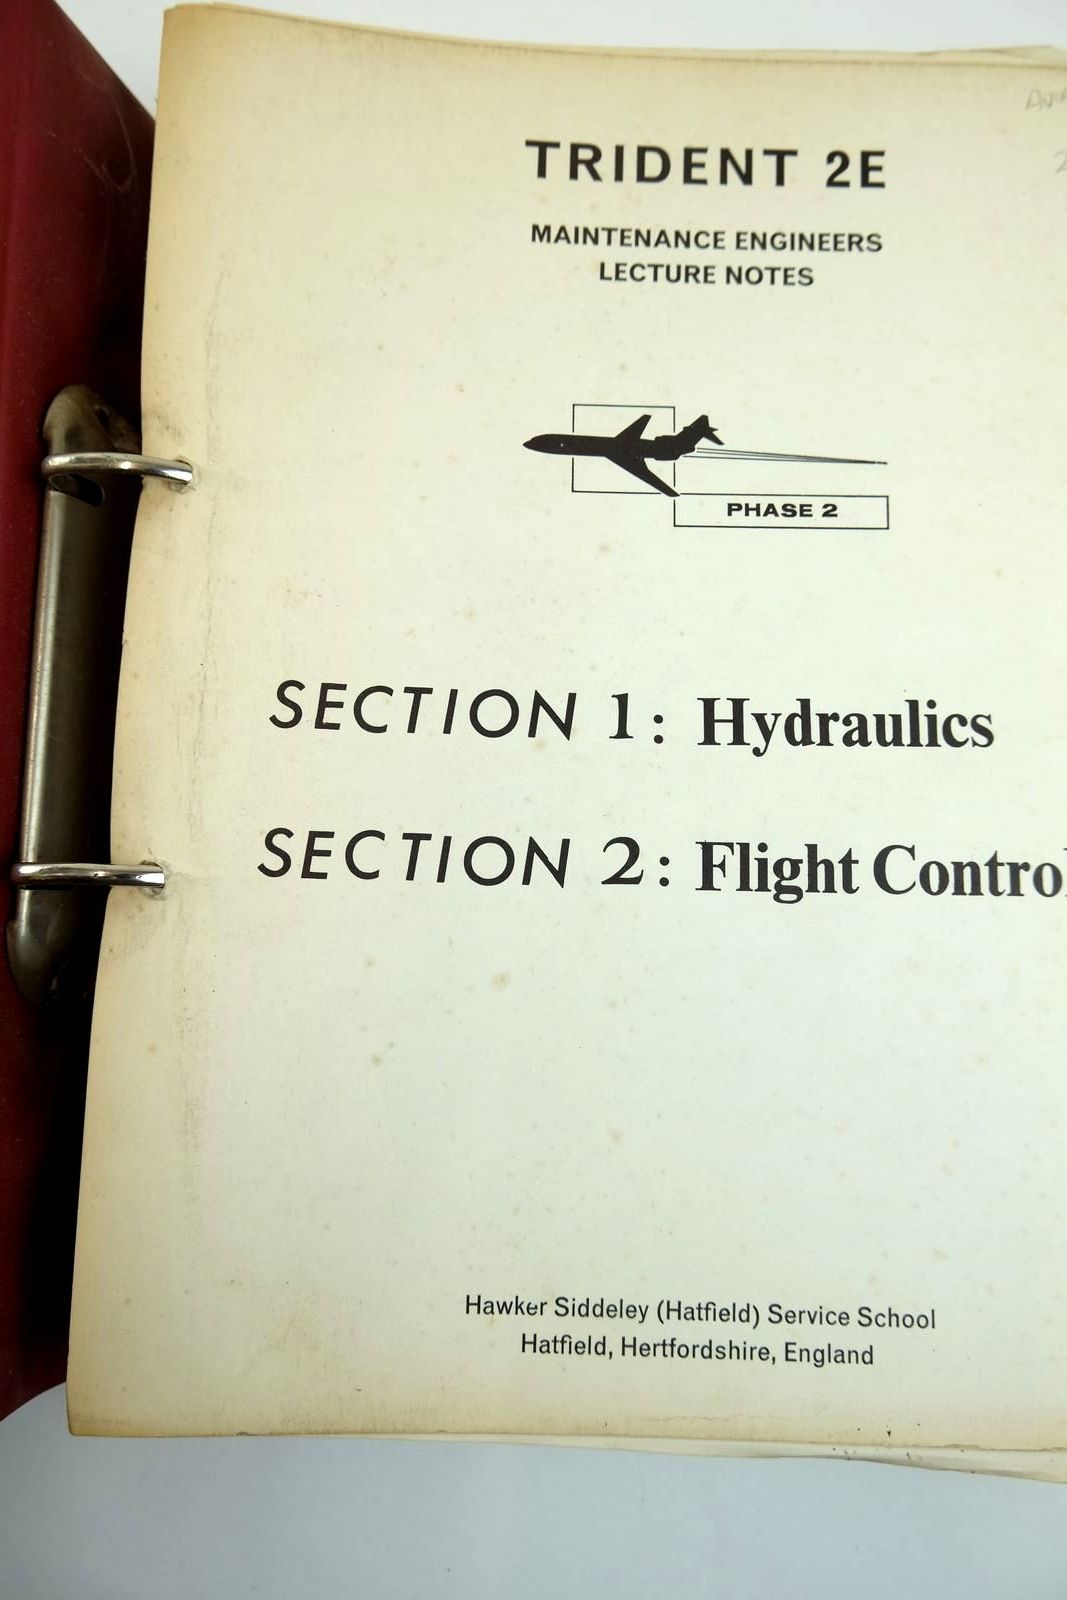 TRIDENT 2E
MAINTENANCE ENGINEERS
LECTURE NOTES
PHASE 2
SECTION 1: Hydraulics
SECTION 2: Flight Control
Hawker Siddeley (Hatfield) Service School
Hatfield, Hertfordshire, England